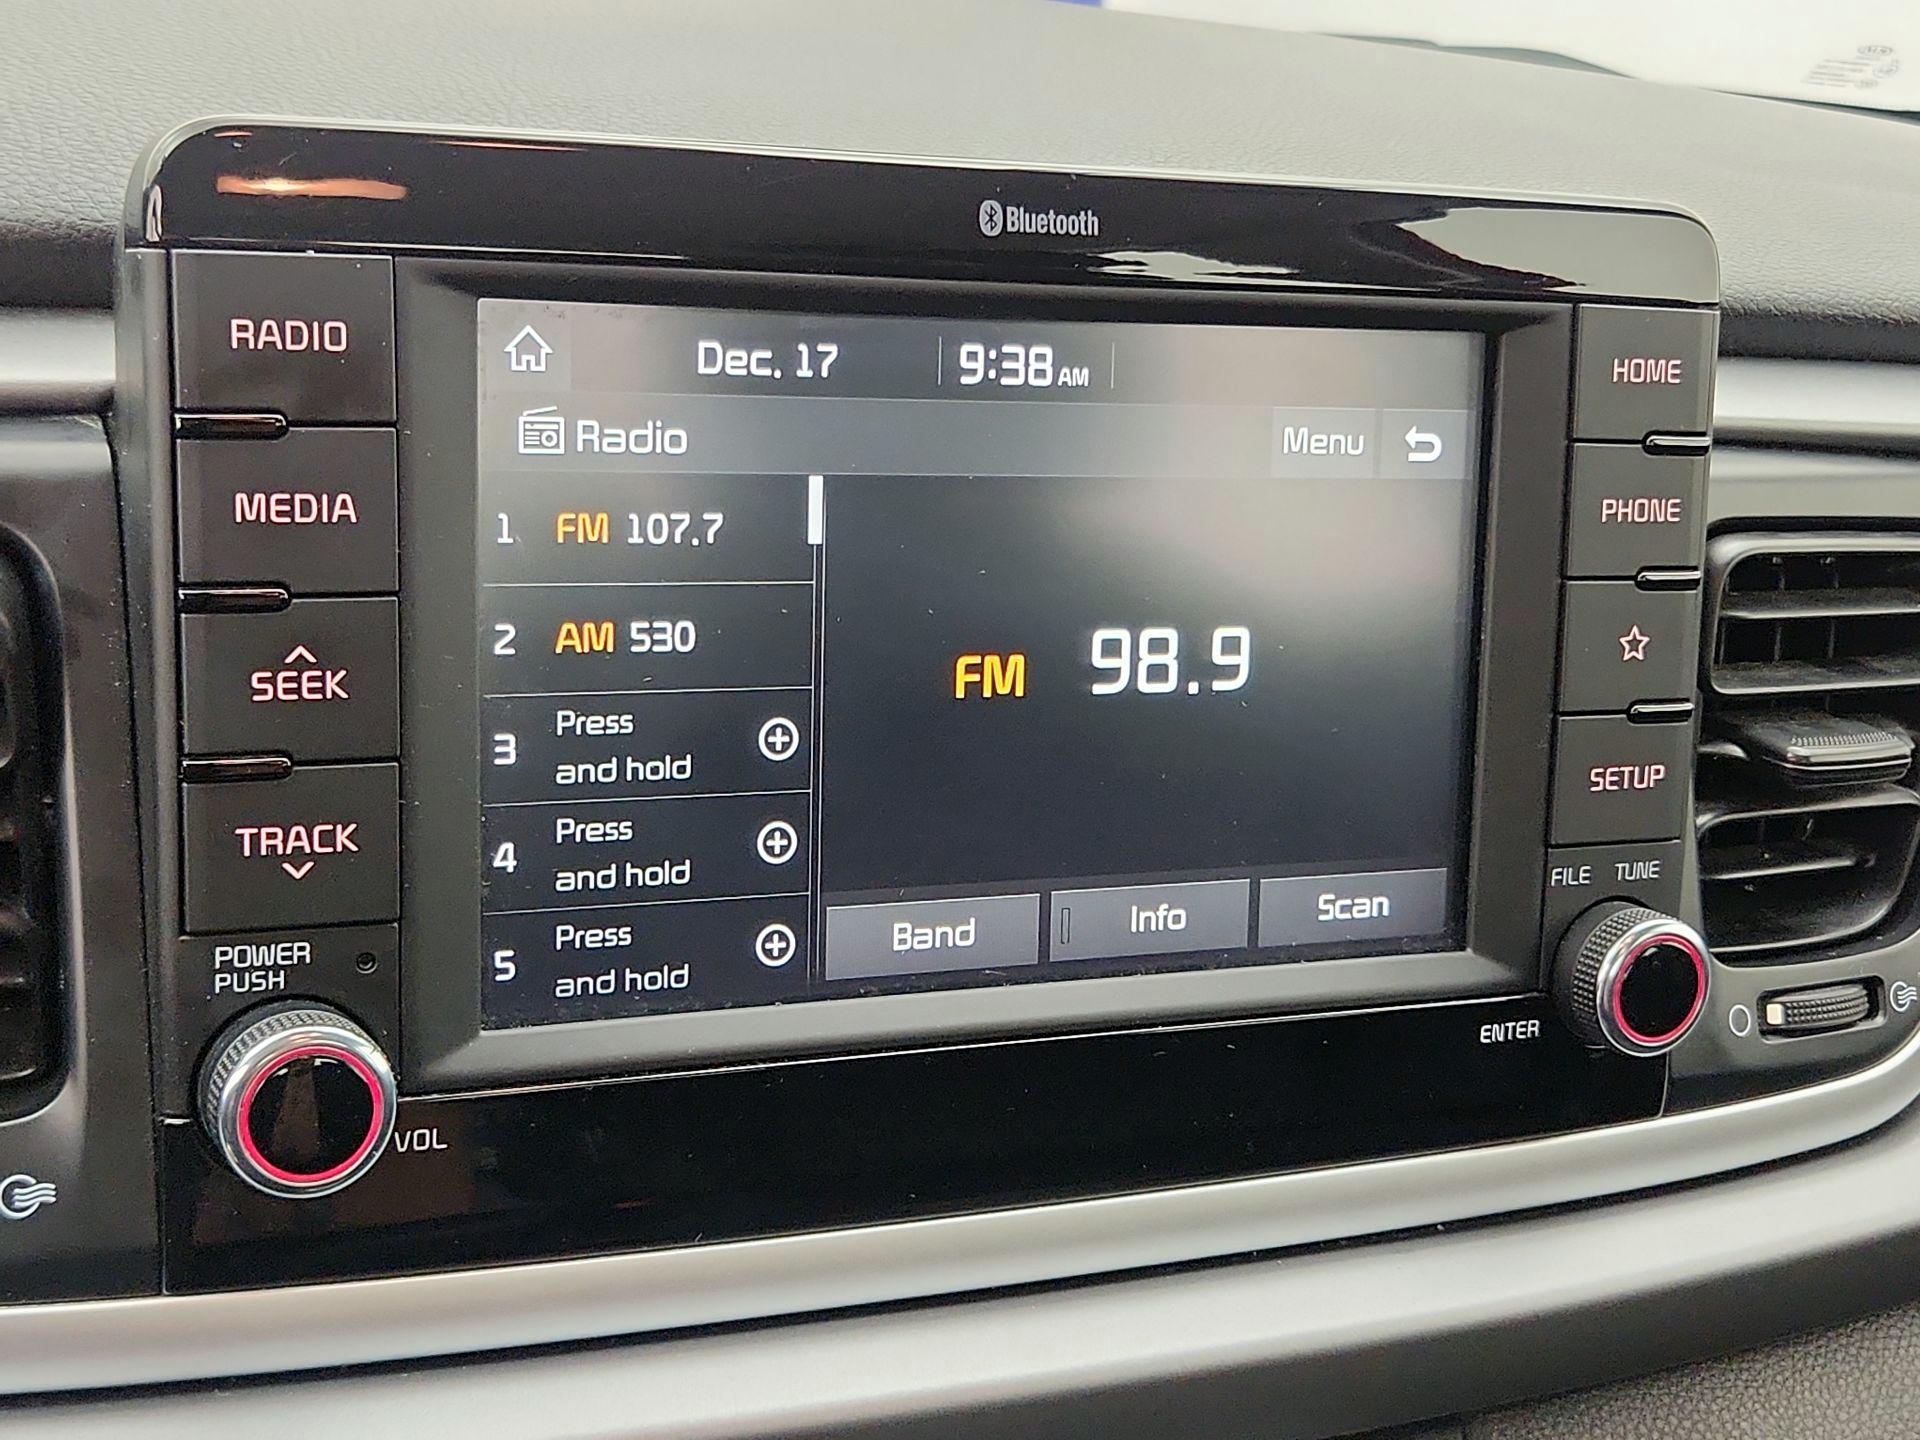 Bluetooth
RADIO
MEDIA
SEEK
TRACK
POWER
PUSH
VOL
Dec. 17 9:38 AM
Radio Menu
1 FM 107.7
2 AM 530
3 Press
and hold
4 Press
and hold
5 Press
and hold
FM 98.9
Band Info Scan
HOME
PHONE
SETUP
FILE TUNE
ENTER